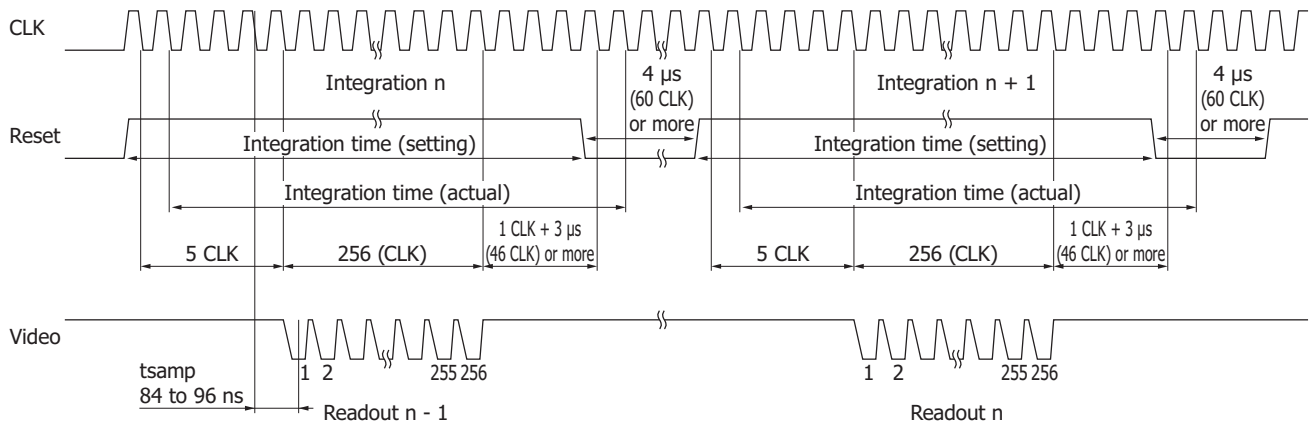 CLK
Integration n
4 µs
(60 CLK)
or more
Integration n + 1
4 µs
(60 CLK)
or more
Reset
Integration time (setting)
Integration time (setting)
Integration time (actual)
Integration time (actual)
5 CLK
256 (CLK)
1 CLK + 3 µs
(46 CLK) or more
5 CLK
256 (CLK)
1 CLK + 3 µs
(46 CLK) or more
Video
1 2 255 256
1 2 255 256
tsamp
84 to 96 ns
Readout n - 1
Readout n